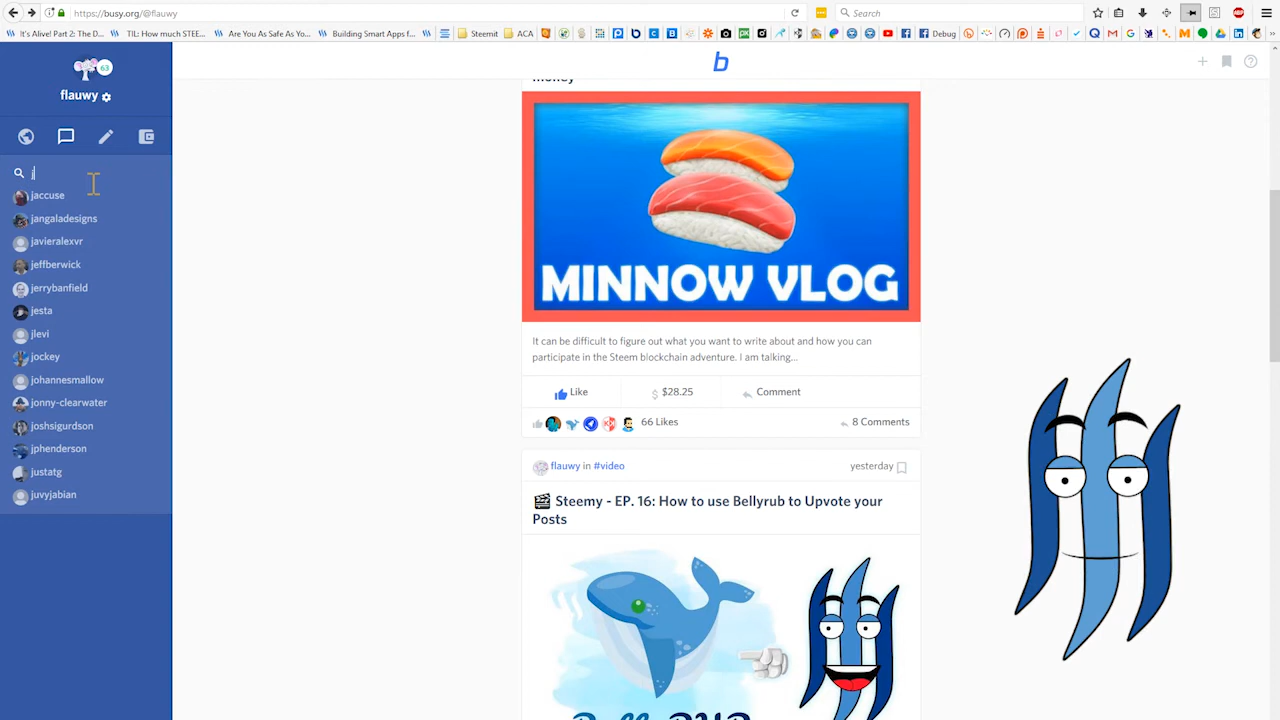 https://busy.org/@flauwy
Search
It's Alive! Part 2: The D...
TIL: How much STEE...
Are You As Safe As Yo...
Building Smart Apps f...
Steemit
ACA
Debug
63
flauwy
b
j
jaccuse
jangaladesigns
javieralexvr
jeffberwick
jerrybanfield
jesta
jlevi
jockey
johannesmallow
jonny-clearwater
joshsigurdson
jphenderson
justatg
juvyjabian
money
MINNOW VLOG
It can be difficult to figure out what you want to write about and how you can
participate in the Steem blockchain adventure. I am talking...
Like
$28.25
Comment
66 Likes
8 Comments
flauwy in #video
yesterday
Steemy - EP. 16: How to use Bellyrub to Upvote your
Posts